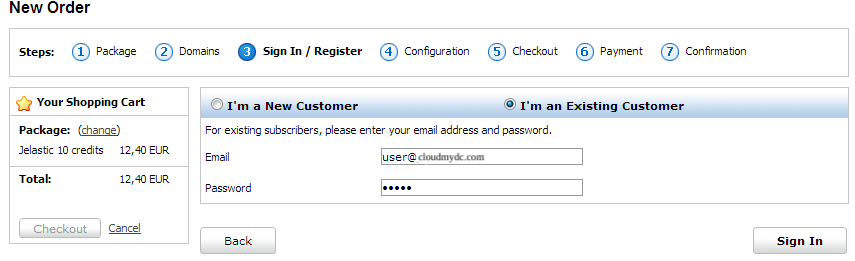 New Order
Steps: 1 Package 2 Domains 3 Sign In / Register 4 Configuration 5 Checkout 6 Payment 7 Confirmation
Your Shopping Cart
Package: (change)
Jelastic 10 credits 12,40 EUR
Total: 12,40 EUR
Checkout Cancel
I'm a New Customer I'm an Existing Customer
For existing subscribers, please enter your email address and password.
Email user@cloudmydc.com
Password •••••
Back Sign In